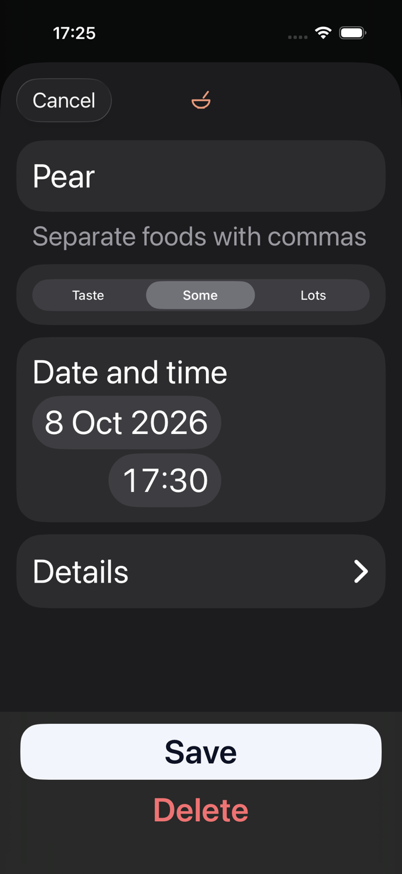 17:25
Cancel
Pear
Separate foods with commas
Taste Some Lots
Date and time
8 Oct 2026
17:30
Details
Save
Delete